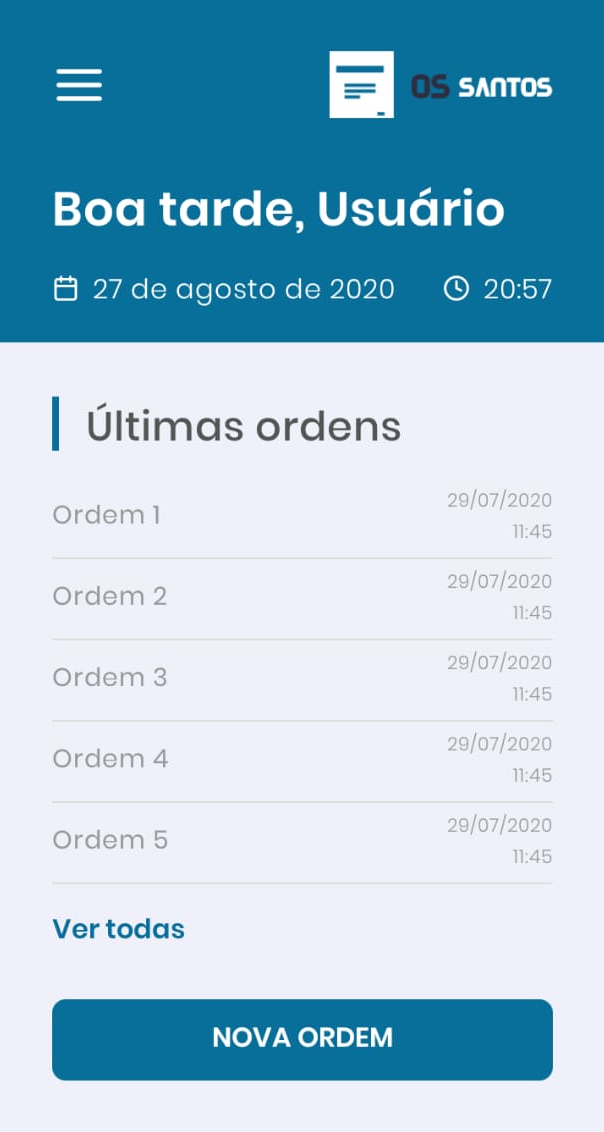 OS SANTOS
Boa tarde, Usuário
27 de agosto de 2020 20:57
Últimas ordens
Ordem 1
29/07/2020
11:45
Ordem 2
29/07/2020
11:45
Ordem 3
29/07/2020
11:45
Ordem 4
29/07/2020
11:45
Ordem 5
29/07/2020
11:45
Ver todas
NOVA ORDEM